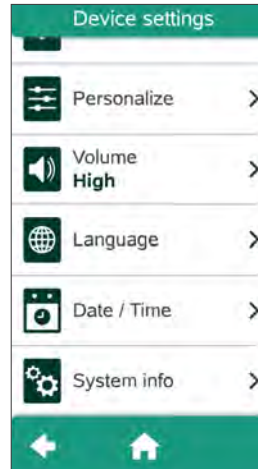 Device settings
Personalize
Volume
High
Language
Date / Time
System info